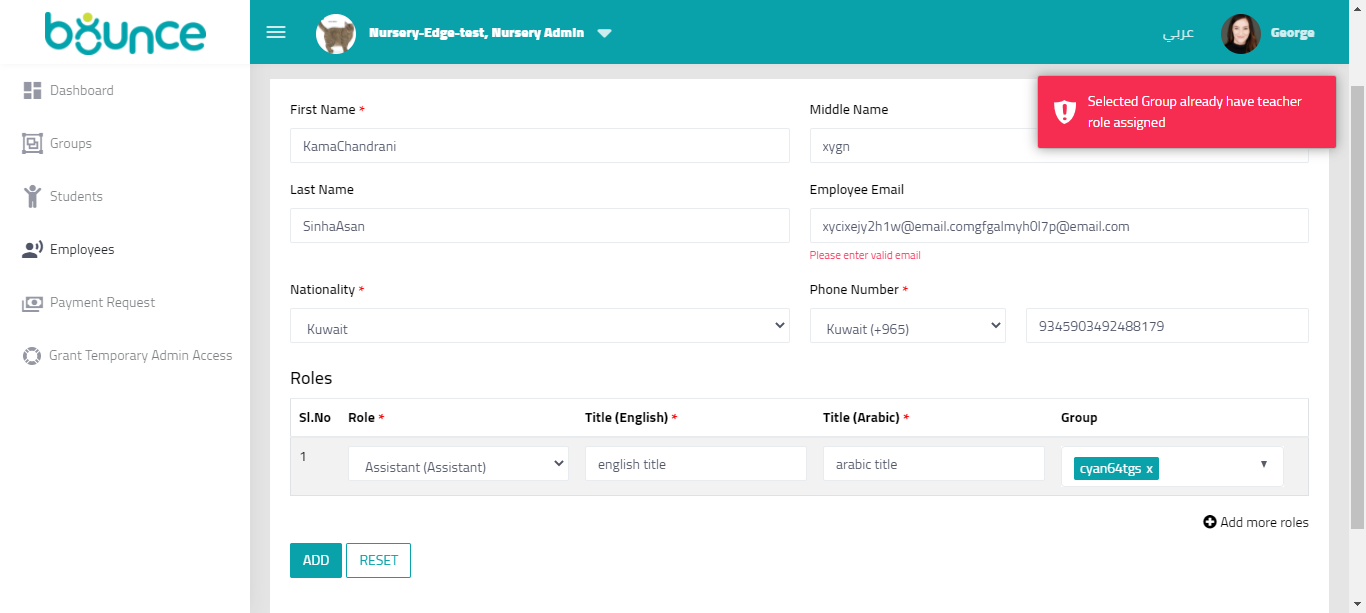 bounce
Nursery-Edge-test, Nursery Admin
عربي
George
Dashboard
Groups
Students
Employees
Payment Request
Grant Temporary Admin Access
Selected Group already have teacher
role assigned
First Name *
Middle Name
KamaChandrani
xygn
Last Name
Employee Email
SinhaAsan
xycixejy2h1w@email.comgfgalmyh0l7p@email.com
Please enter valid email
Nationality *
Phone Number *
Kuwait
Kuwait (+965)
9345903492488179
Roles
Sl.No Role * Title (English) * Title (Arabic) * Group
1 Assistant (Assistant) english title arabic title cyan64tgs x
Add more roles
ADD RESET